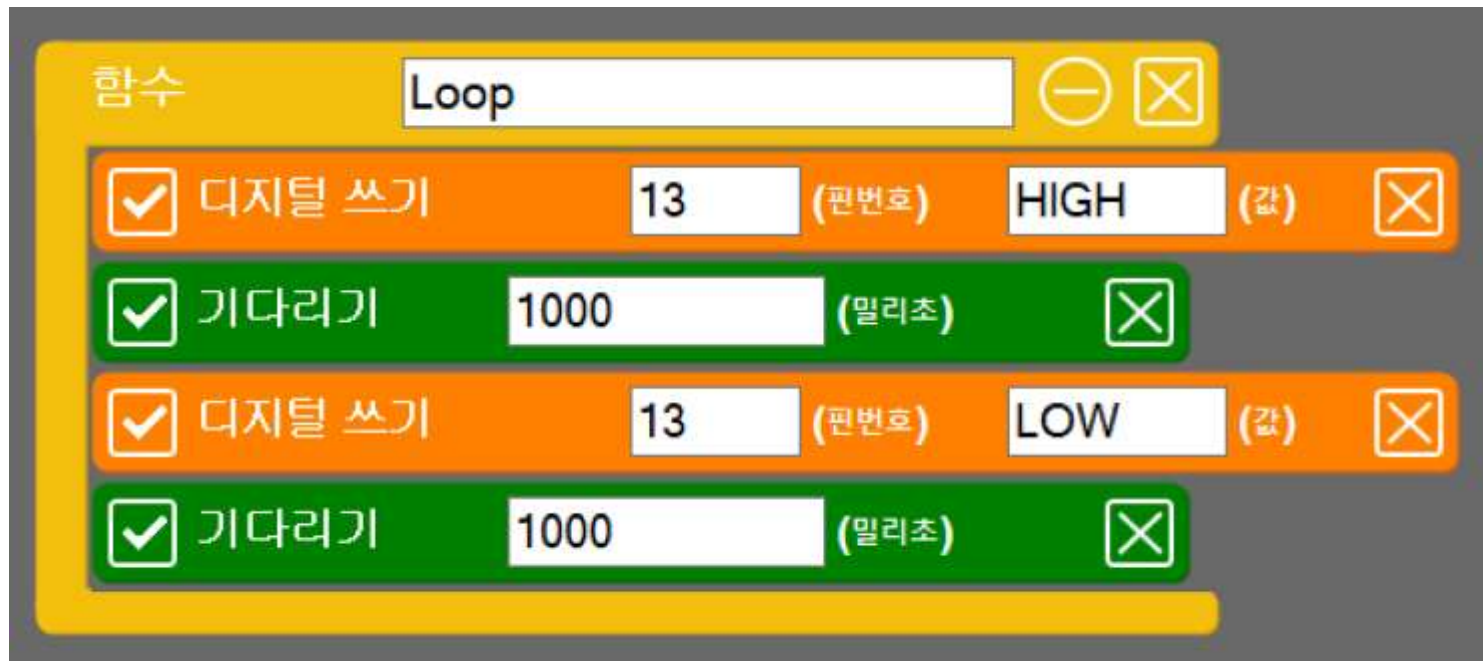 함수 Loop
디지털 쓰기 13 (핀번호) HIGH (값)
기다리기 1000 (밀리초)
디지털 쓰기 13 (핀번호) LOW (값)
기다리기 1000 (밀리초)